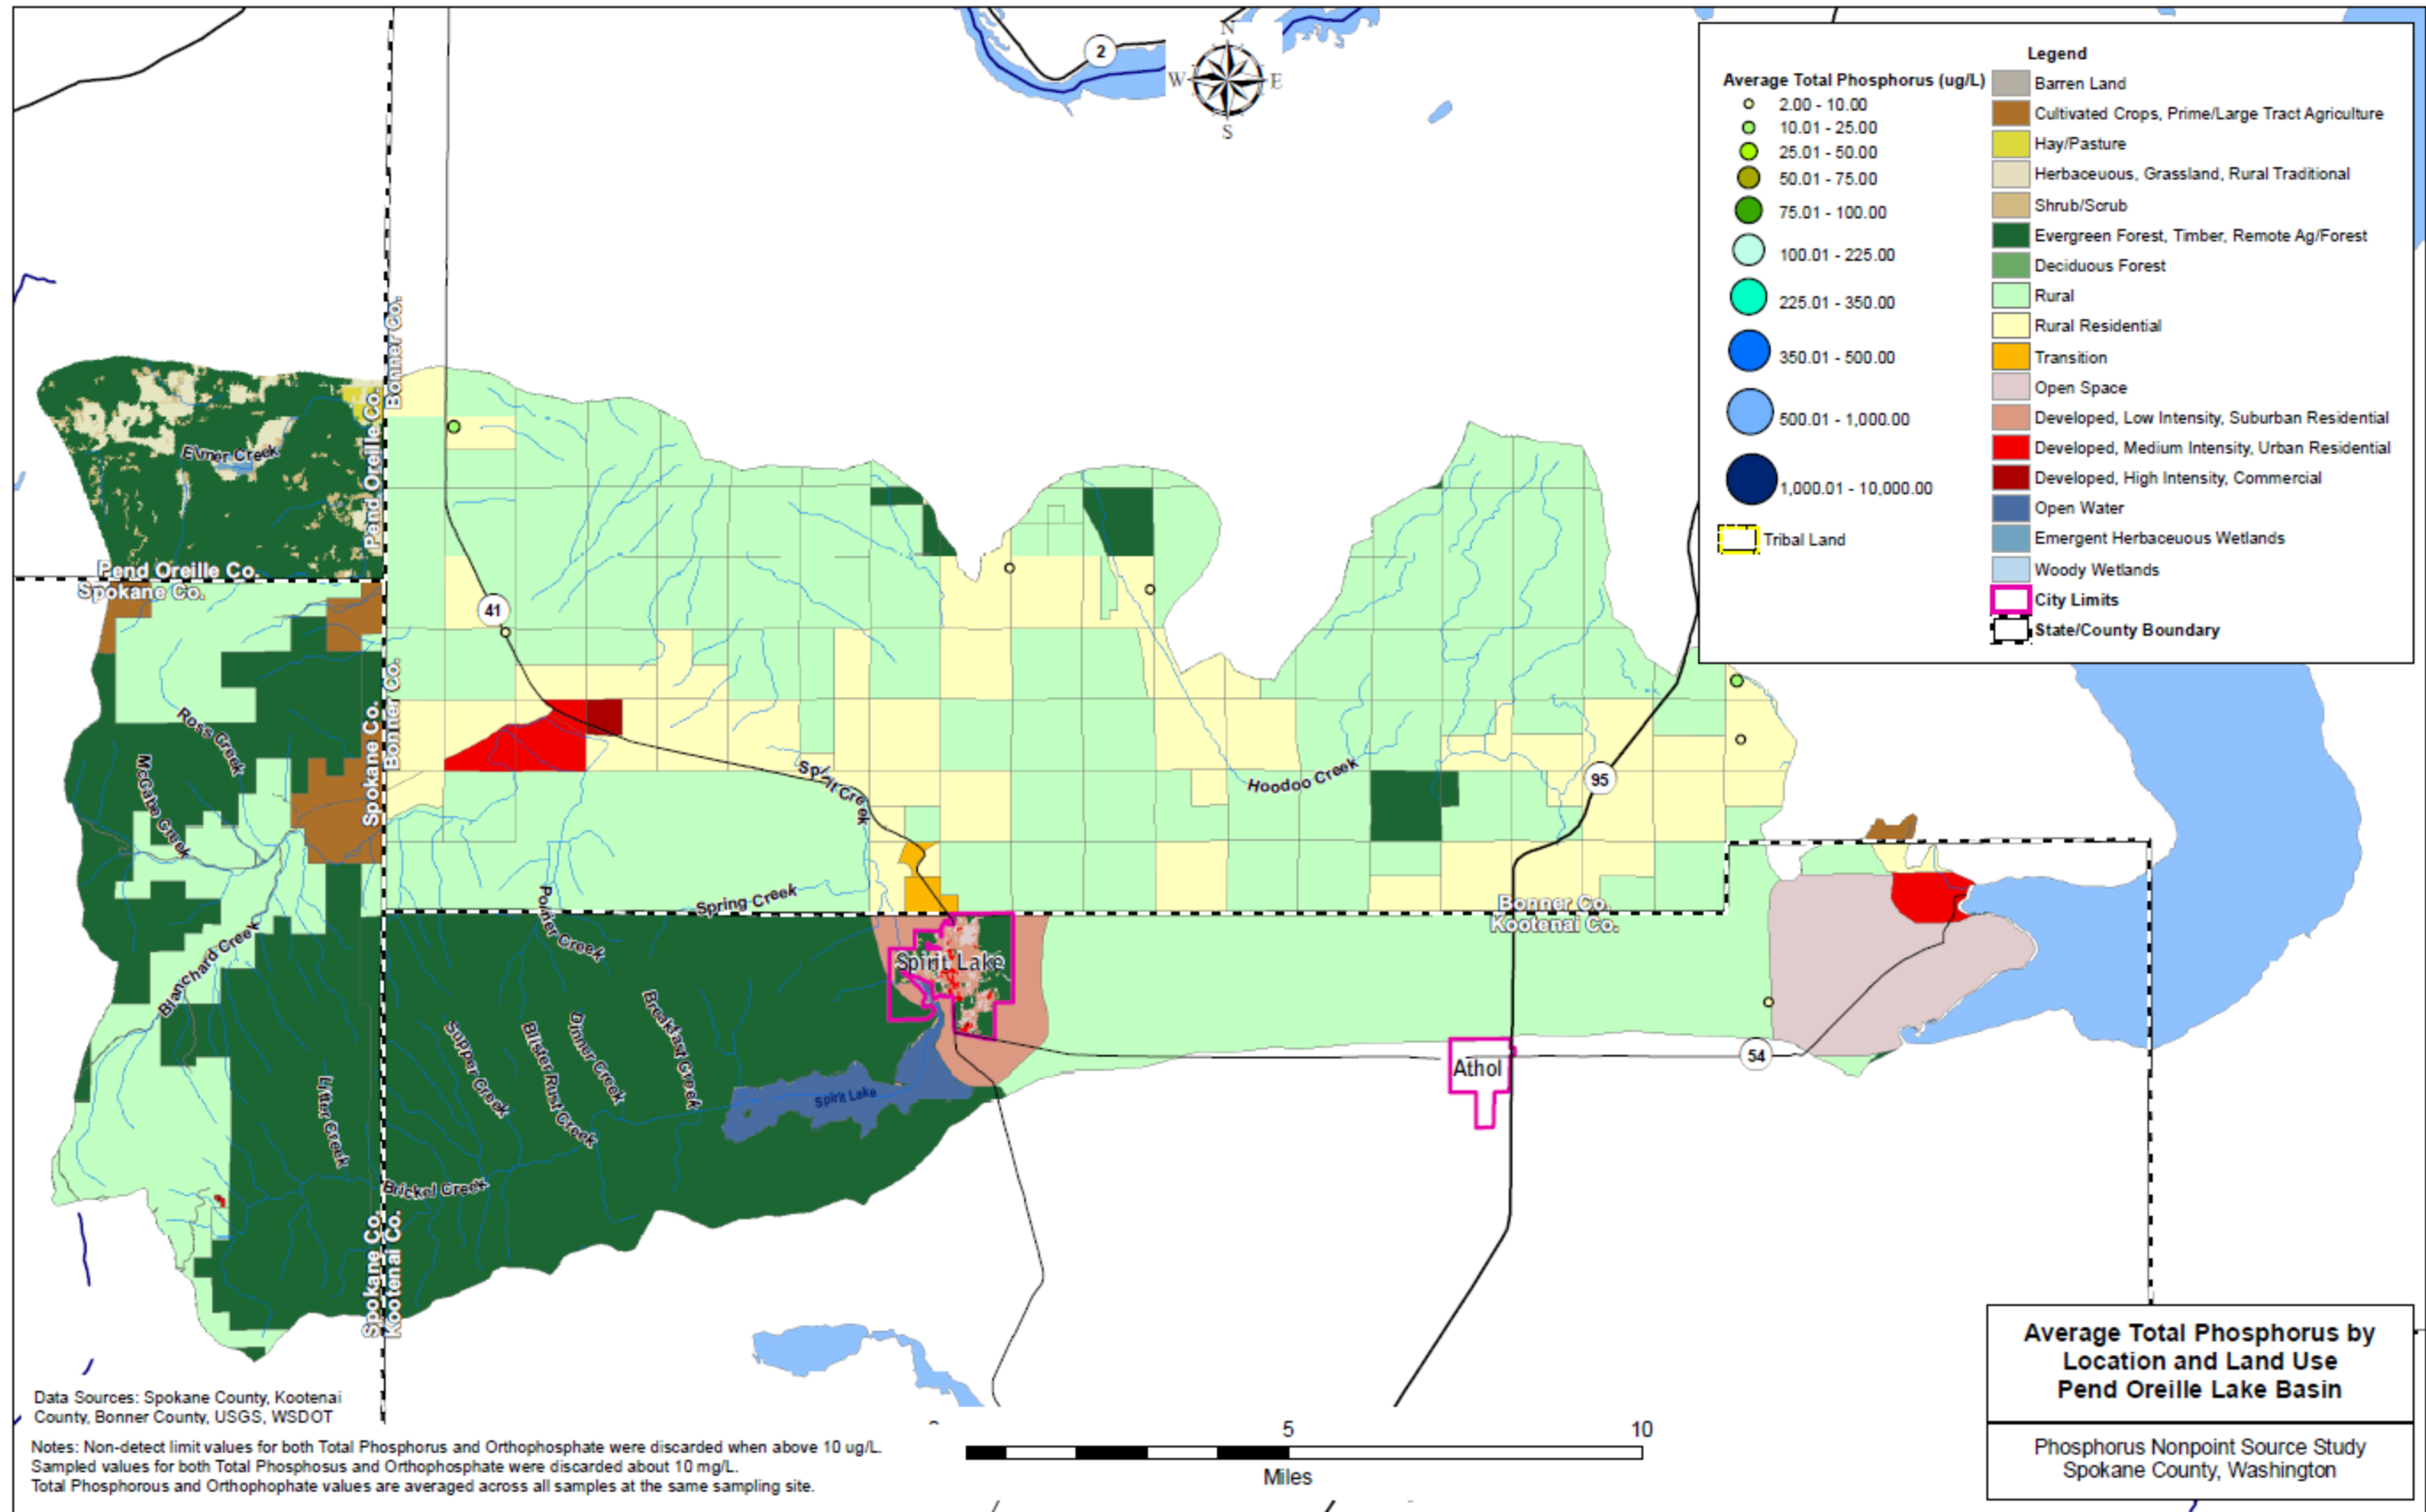 2
N
W
E
S
Legend
Average Total Phosphorus (ug/L)
2.00 - 10.00
10.01 - 25.00
25.01 - 50.00
50.01 - 75.00
75.01 - 100.00
100.01 - 225.00
225.01 - 350.00
350.01 - 500.00
500.01 - 1,000.00
1,000.01 - 10,000.00
Tribal Land
Barren Land
Cultivated Crops, Prime/Large Tract Agriculture
Hay/Pasture
Herbaceuous, Grassland, Rural Traditional
Shrub/Scrub
Evergreen Forest, Timber, Remote Ag/Forest
Deciduous Forest
Rural
Rural Residential
Transition
Open Space
Developed, Low Intensity, Suburban Residential
Developed, Medium Intensity, Urban Residential
Developed, High Intensity, Commercial
Open Water
Emergent Herbaceuous Wetlands
Woody Wetlands
City Limits
State/County Boundary
Pend Oreille Co.
Bonner Co.
Elmer Creek
Pend Oreille Co.
Spokane Co.
41
Ross Creek
McCabe Creek
Spokane Co.
Bonner Co.
Spirit Creek
Hoodoo Creek
95
Spring Creek
Bonner Co.
Kootenai Co.
Blanchard Creek
Creek
Spirit Lake
Supper Creek
Blister Rust Creek
Dinner Creek
Breakfast Creek
Spirit Lake
Athol
54
Creek
Brickel Creek
Spokane Co.
Kootenai Co.
Data Sources: Spokane County, Kootenai
County, Bonner County, USGS, WSDOT
Notes: Non-detect limit values for both Total Phosphorus and Orthophosphate were discarded when above 10 ug/L.
Sampled values for both Total Phosphosus and Orthophosphate were discarded about 10 mg/L.
Total Phosphorous and Orthophophate values are averaged across all samples at the same sampling site.
5
10
Miles
Average Total Phosphorus by
Location and Land Use
Pend Oreille Lake Basin
Phosphorus Nonpoint Source Study
Spokane County, Washington